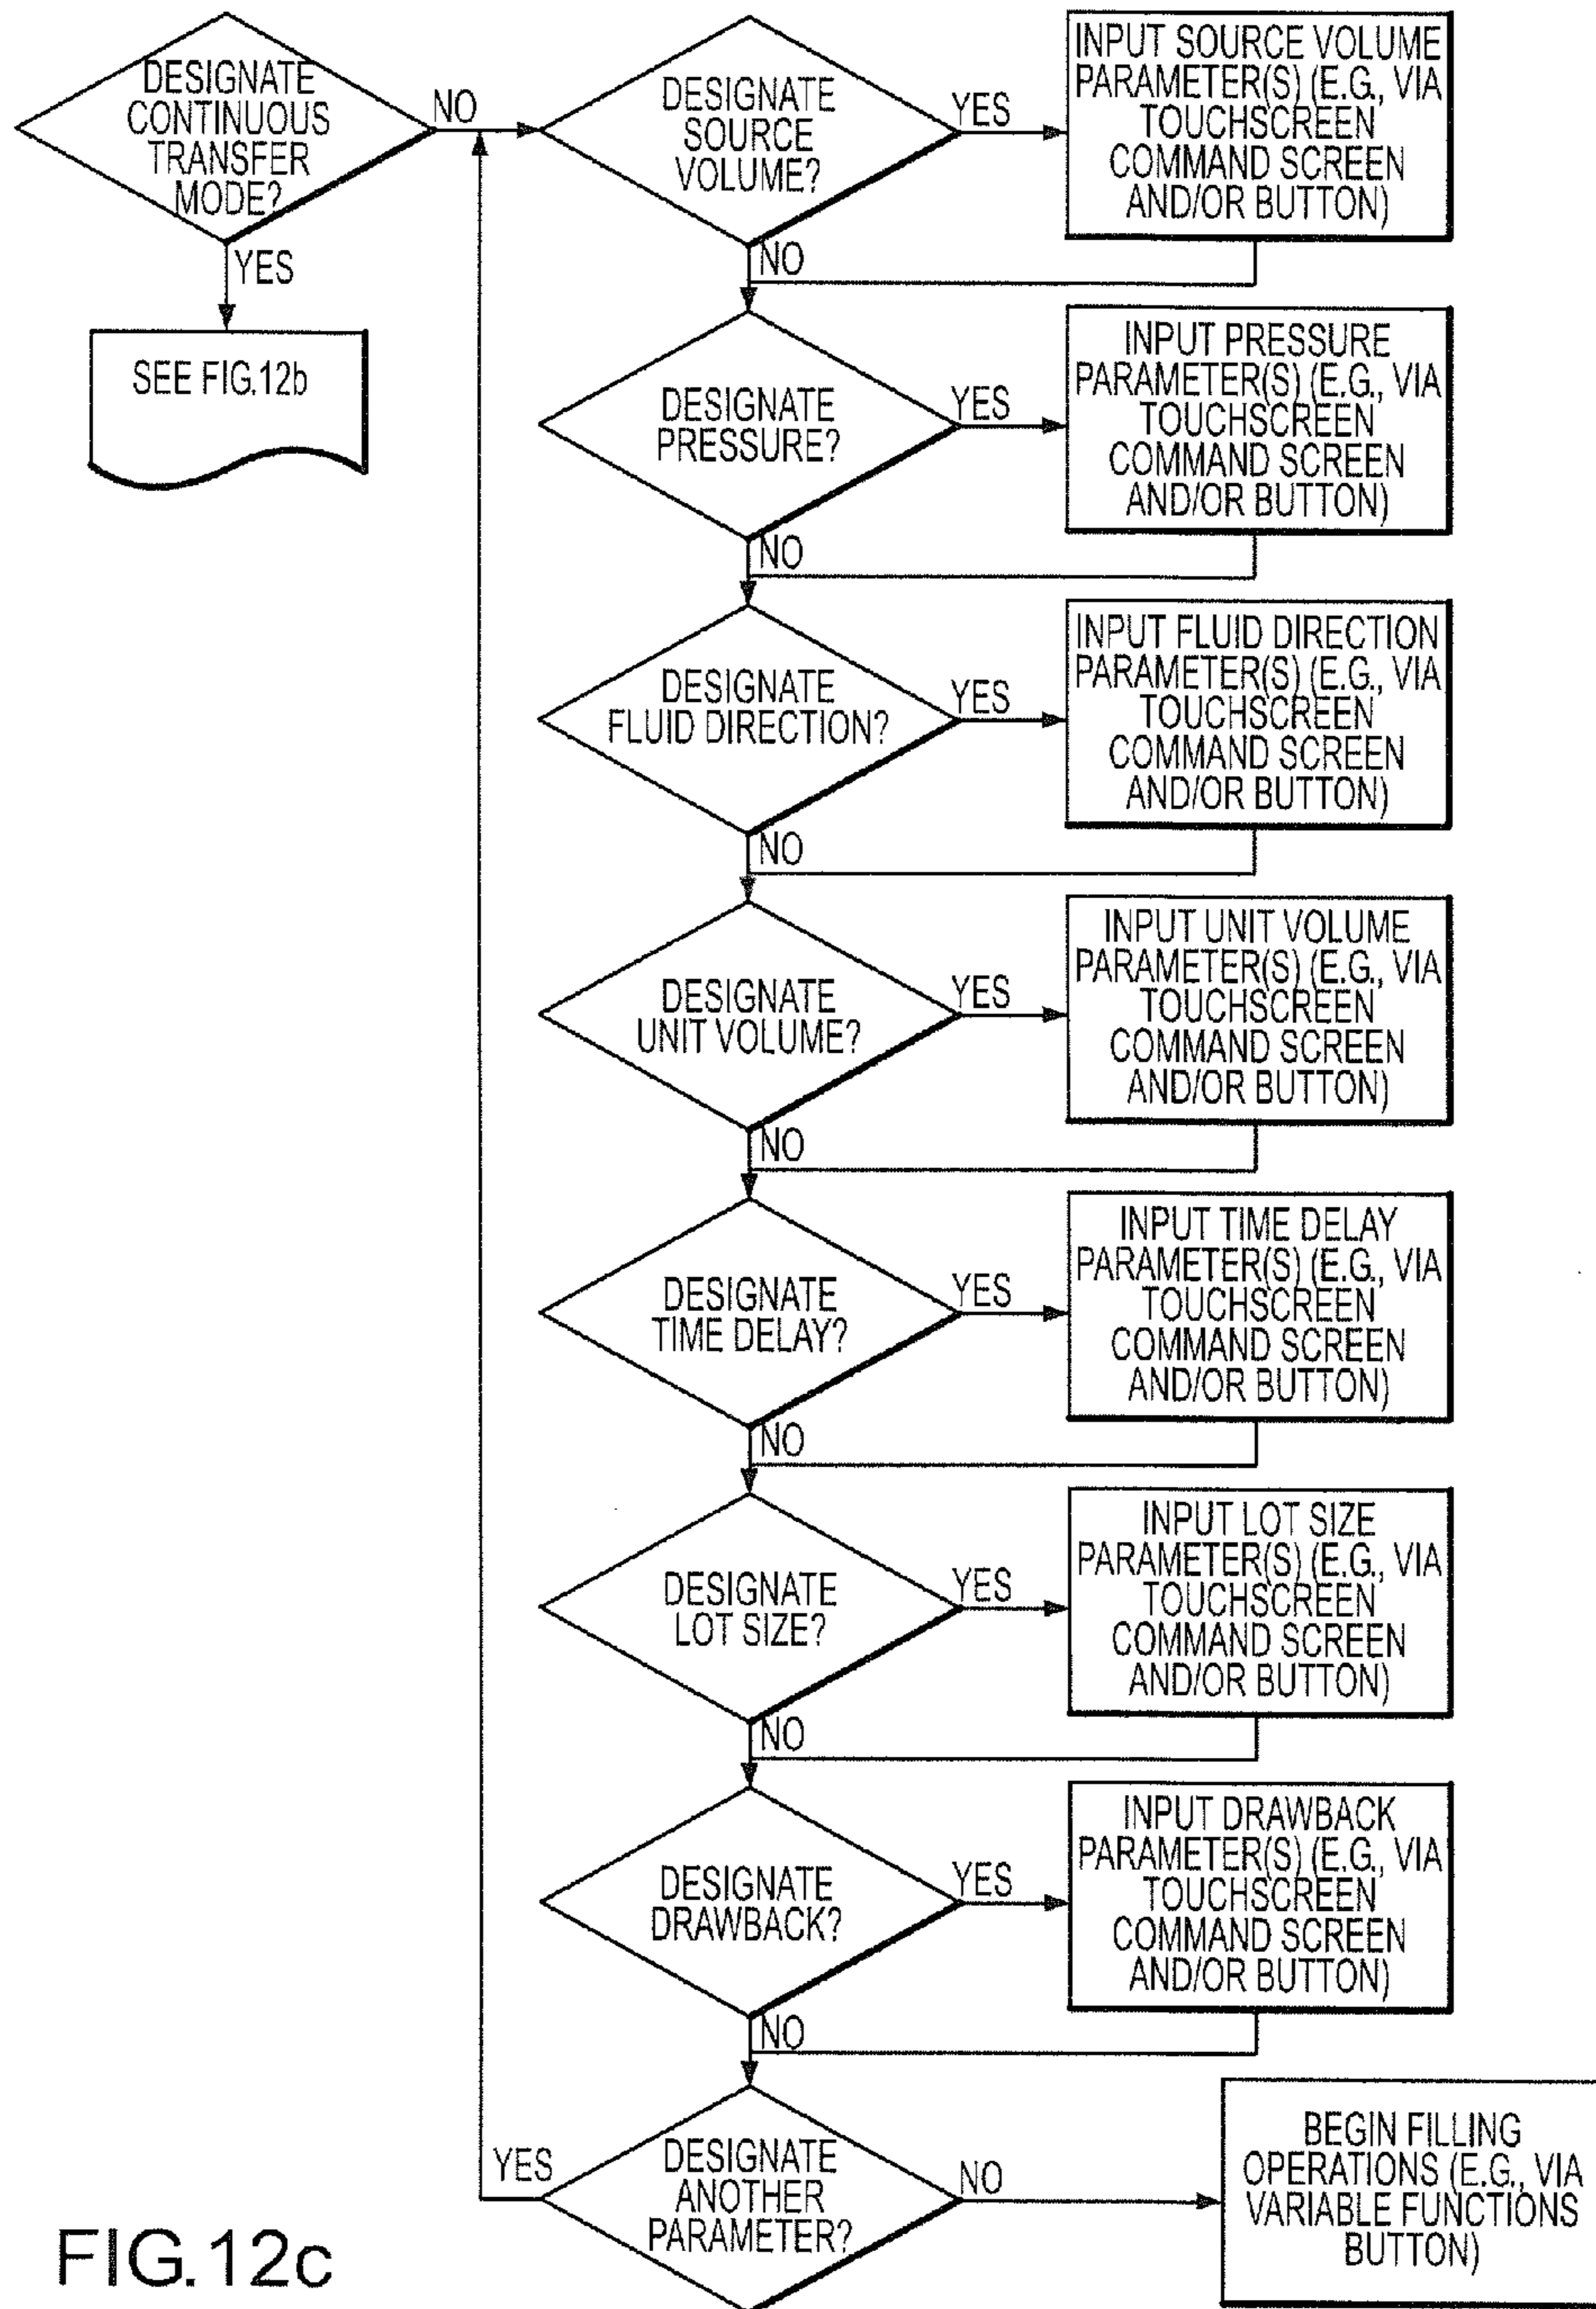 DESIGNATE
CONTINUOUS
TRANSFER
MODE?
NO
YES
SEE FIG.12b
DESIGNATE
SOURCE
VOLUME?
YES
NO
INPUT SOURCE VOLUME
PARAMETER(S) (E.G., VIA
TOUCHSCREEN
COMMAND SCREEN
AND/OR BUTTON)
DESIGNATE
PRESSURE?
YES
NO
INPUT PRESSURE
PARAMETER(S) (E.G., VIA
TOUCHSCREEN
COMMAND SCREEN
AND/OR BUTTON)
DESIGNATE
FLUID DIRECTION?
YES
NO
INPUT FLUID DIRECTION
PARAMETER(S) (E.G., VIA
TOUCHSCREEN
COMMAND SCREEN
AND/OR BUTTON)
DESIGNATE
UNIT VOLUME?
YES
NO
INPUT UNIT VOLUME
PARAMETER(S) (E.G., VIA
TOUCHSCREEN
COMMAND SCREEN
AND/OR BUTTON)
DESIGNATE
TIME DELAY?
YES
NO
INPUT TIME DELAY
PARAMETER(S) (E.G., VIA
TOUCHSCREEN
COMMAND SCREEN
AND/OR BUTTON)
DESIGNATE
LOT SIZE?
YES
NO
INPUT LOT SIZE
PARAMETER(S) (E.G., VIA
TOUCHSCREEN
COMMAND SCREEN
AND/OR BUTTON)
DESIGNATE
DRAWBACK?
YES
NO
INPUT DRAWBACK
PARAMETER(S) (E.G., VIA
TOUCHSCREEN
COMMAND SCREEN
AND/OR BUTTON)
DESIGNATE
ANOTHER
PARAMETER?
YES
NO
BEGIN FILLING
OPERATIONS (E.G., VIA
VARIABLE FUNCTIONS
BUTTON)
FIG.12c